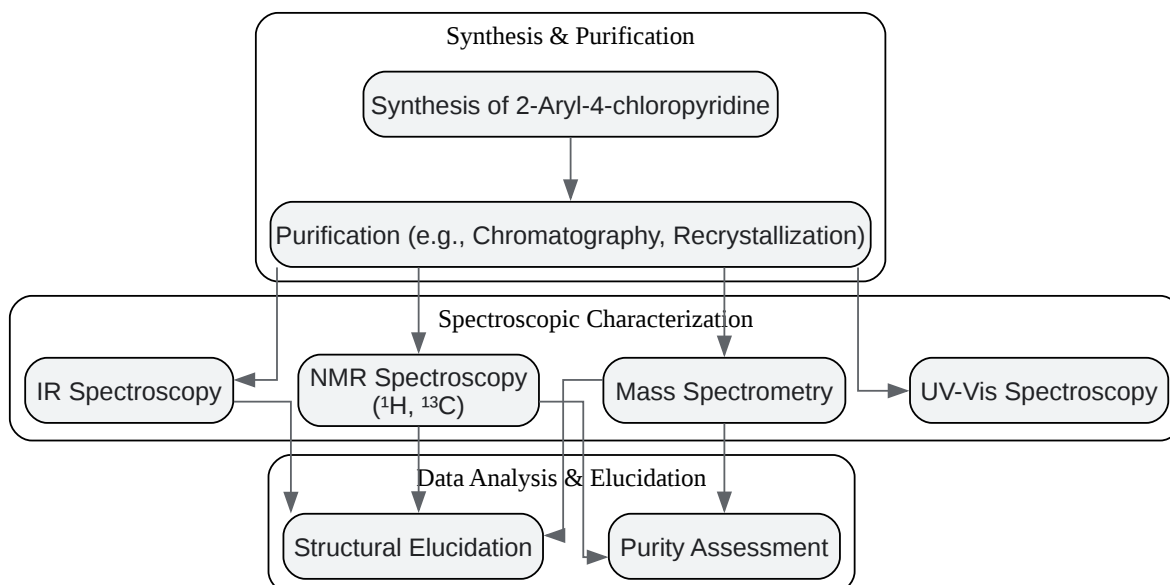 Synthesis & Purification
Synthesis of 2-Aryl-4-chloropyridine
Purification (e.g., Chromatography, Recrystallization)
Spectroscopic Characterization
IR Spectroscopy
NMR Spectroscopy
(¹H, ¹³C)
Mass Spectrometry
UV-Vis Spectroscopy
Data Analysis & Elucidation
Structural Elucidation
Purity Assessment